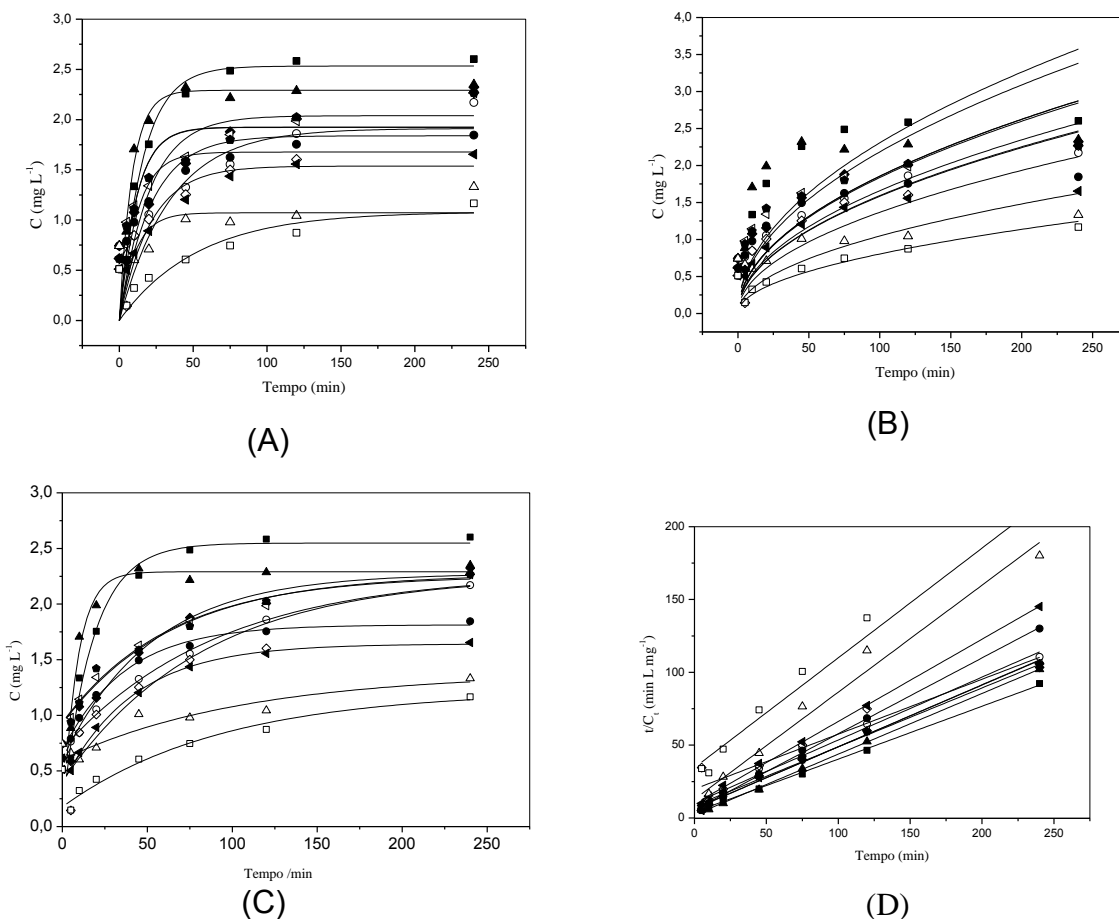 3,0
2,5
2,0
1,5
1,0
0,5
0,0
C (mg L⁻¹)
0 50 100 150 200 250
Tempo (min)
(A)
4,0
3,5
3,0
2,5
2,0
1,5
1,0
0,5
0,0
C (mg L⁻¹)
0 50 100 150 200 250
Tempo (min)
(B)
3,0
2,5
2,0
1,5
1,0
0,5
0,0
C (mg L⁻¹)
0 50 100 150 200 250
Tempo /min
(C)
200
150
100
50
0
t/Cₜ (min L mg⁻¹)
0 50 100 150 200 250
Tempo (min)
(D)